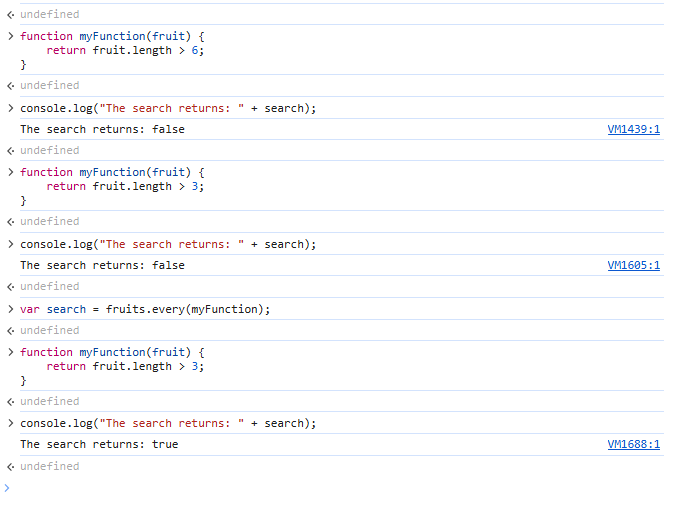 undefined
function myFunction(fruit) {
    return fruit.length > 6;
}
undefined
console.log("The search returns: " + search);
The search returns: false VM1439:1
undefined
function myFunction(fruit) {
    return fruit.length > 3;
}
undefined
console.log("The search returns: " + search);
The search returns: false VM1605:1
undefined
var search = fruits.every(myFunction);
undefined
function myFunction(fruit) {
    return fruit.length > 3;
}
undefined
console.log("The search returns: " + search);
The search returns: true VM1688:1
undefined